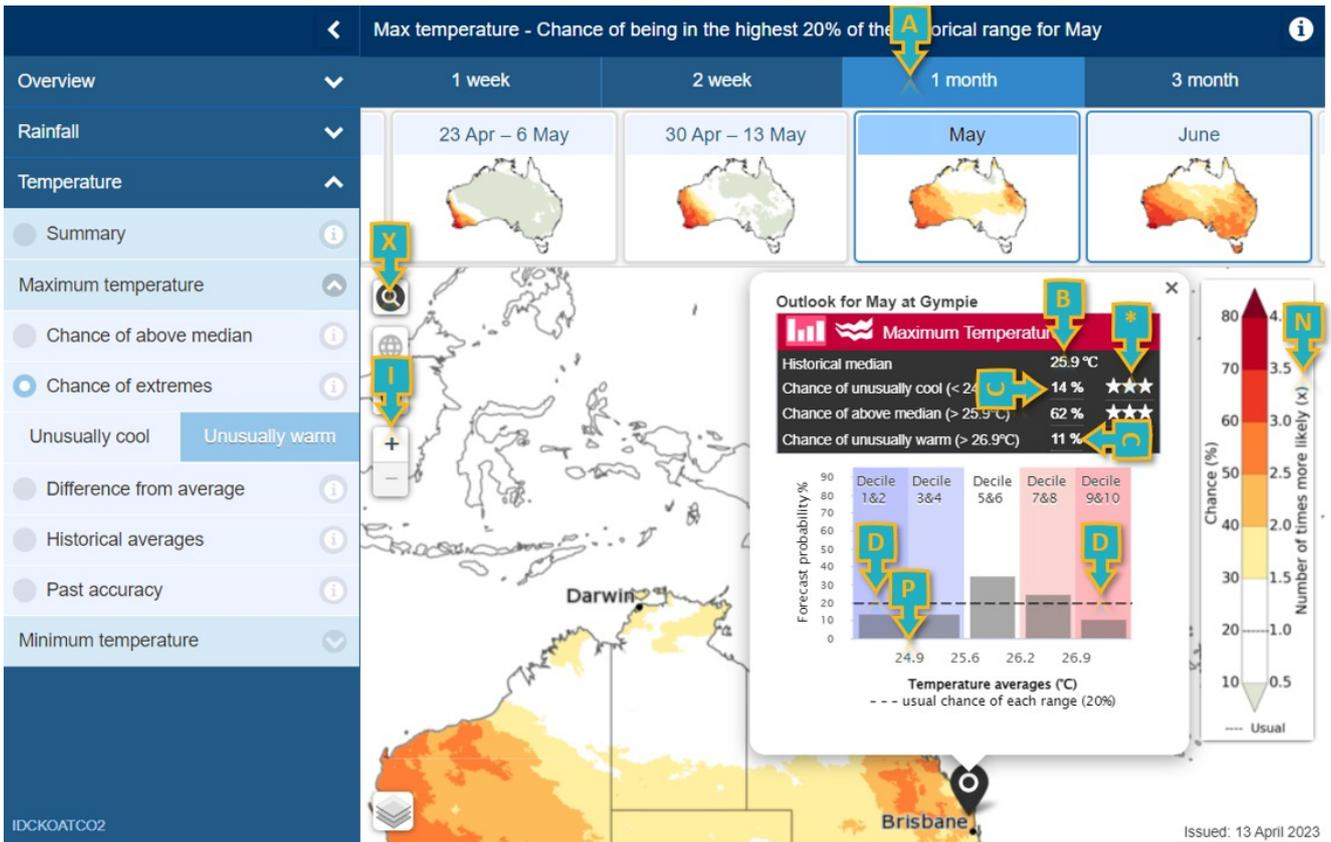 Max temperature - Chance of being in the highest 20% of the orical range for May
A
Overview
1 week
2 week
1 month
3 month
Rainfall
23 Apr – 6 May
30 Apr – 13 May
May
June
Temperature
Summary
Maximum temperature
Chance of above median
Chance of extremes
Unusually cool
Unusually warm
Difference from average
Historical averages
Past accuracy
Minimum temperature
IDCKOATCO2
X
I
+
−
Darwin
Brisbane
Outlook for May at Gympie
B
*
Maximum Temperatur
Historical median 25.9 °C
Chance of unusually cool (< 24 C 14 % ★★★
Chance of above median (> 25.9°C) 62 % ★★★
Chance of unusually warm (> 26.9°C) 11 % C
Forecast probability %
90
80
70
60
50
40
30
20
10
0
Decile 1&2
Decile 3&4
Decile 5&6
Decile 7&8
Decile 9&10
D
P
D
24.9 25.6 26.2 26.9
Temperature averages (°C)
--- usual chance of each range (20%)
N
Chance (%)
80 4.
70 3.5
60 3.0
50 2.5
40 2.0
30 1.5
20 1.0
10 0.5
Number of times more likely (x)
---- Usual
Issued: 13 April 2023